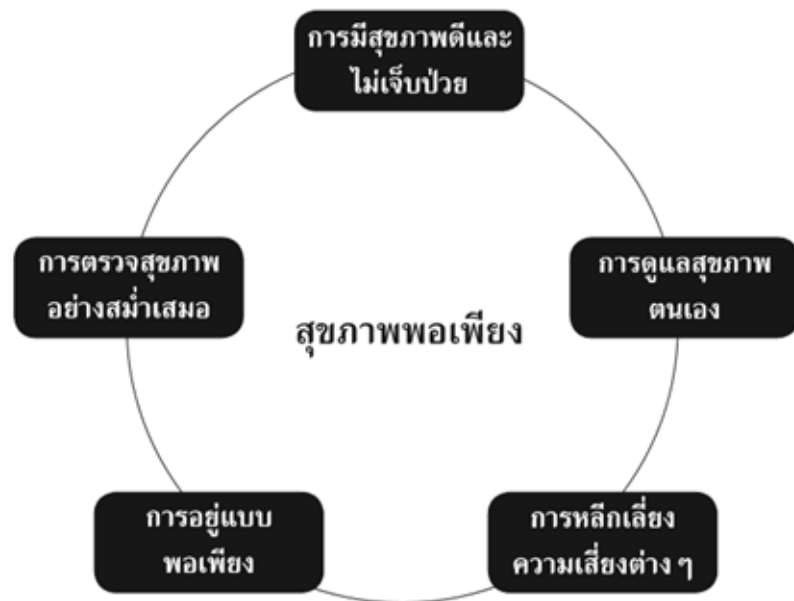 การมีสุขภาพดีและ
ไม่เจ็บป่วย
การตรวจสุขภาพ
อย่างสม่ำเสมอ
การดูแลสุขภาพ
ตนเอง
สุขภาพพอเพียง
การอยู่แบบ
พอเพียง
การหลีกเลี่ยง
ความเสี่ยงต่าง ๆ